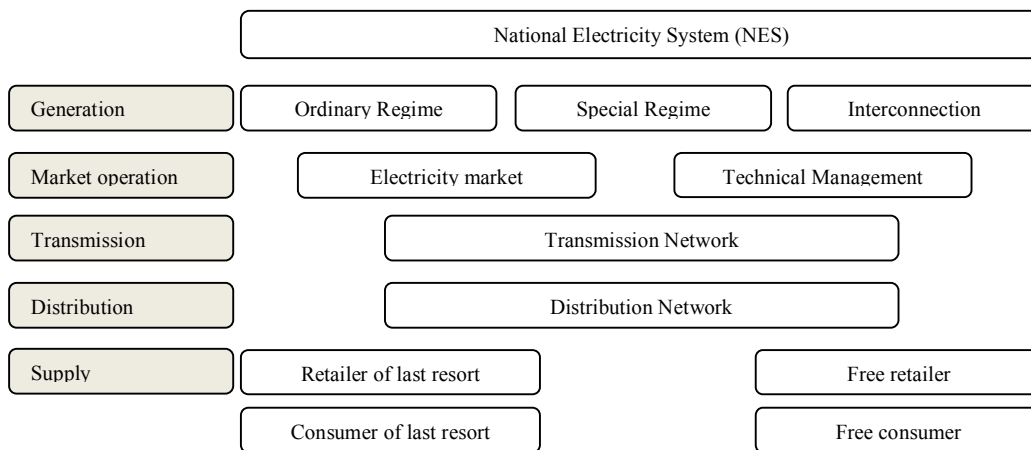 National Electricity System (NES)
Generation
Ordinary Regime
Special Regime
Interconnection
Market operation
Electricity market
Technical Management
Transmission
Transmission Network
Distribution
Distribution Network
Supply
Retailer of last resort
Free retailer
Consumer of last resort
Free consumer